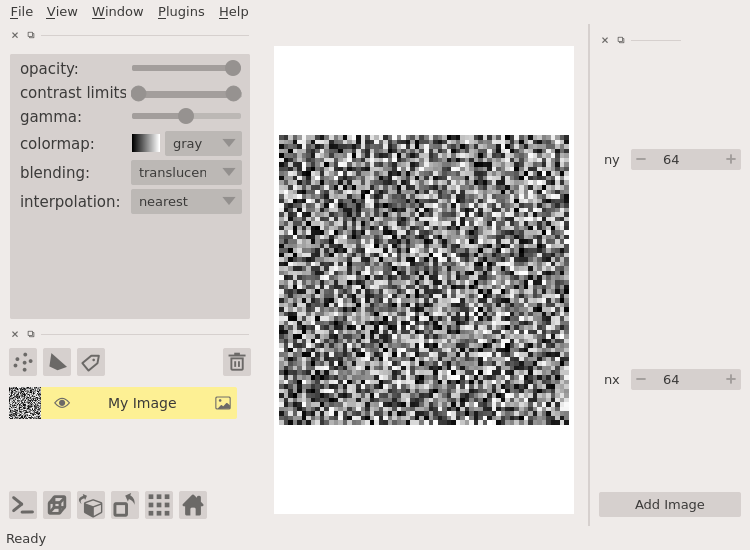 File View Window Plugins Help
opacity:
contrast limits
gamma:
colormap: gray
blending: translucen
interpolation: nearest
My Image
ny 64
nx 64
Add Image
Ready